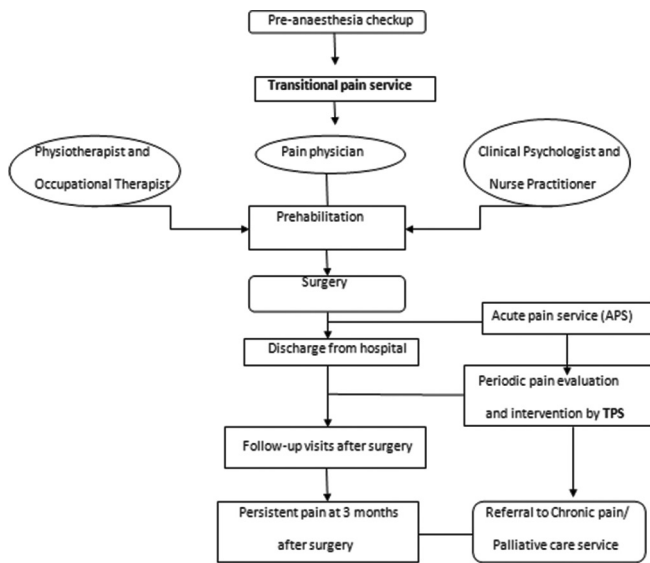 Pre-anaesthesia checkup
Transitional pain service
Physiotherapist and
Occupational Therapist
Pain physician
Clinical Psychologist and
Nurse Practitioner
Prehabilitation
Surgery
Acute pain service (APS)
Discharge from hospital
Periodic pain evaluation
and intervention by TPS
Follow-up visits after surgery
Persistent pain at 3 months
after surgery
Referral to Chronic pain/
Palliative care service